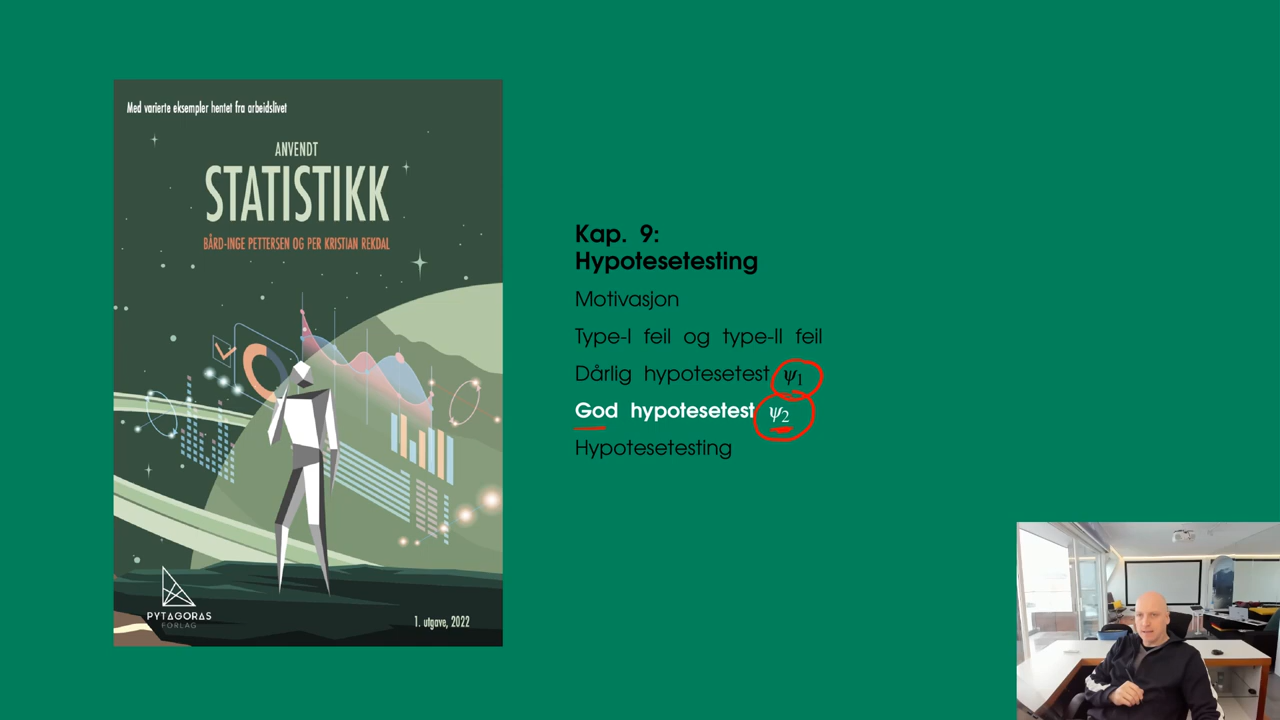 Med varierte eksempler hentet fra arbeidslivet
ANVENDT
STATISTIKK
BÅRD-INGE PETTERSEN OG PER KRISTIAN REKDAL
PYTAGORAS
FORLAG
1. utgave, 2022
Kap. 9:
Hypotesetesting
Motivasjon
Type-I feil og type-II feil
Dårlig hypotesetest ψ₁
God hypotesetest ψ₂
Hypotesetesting